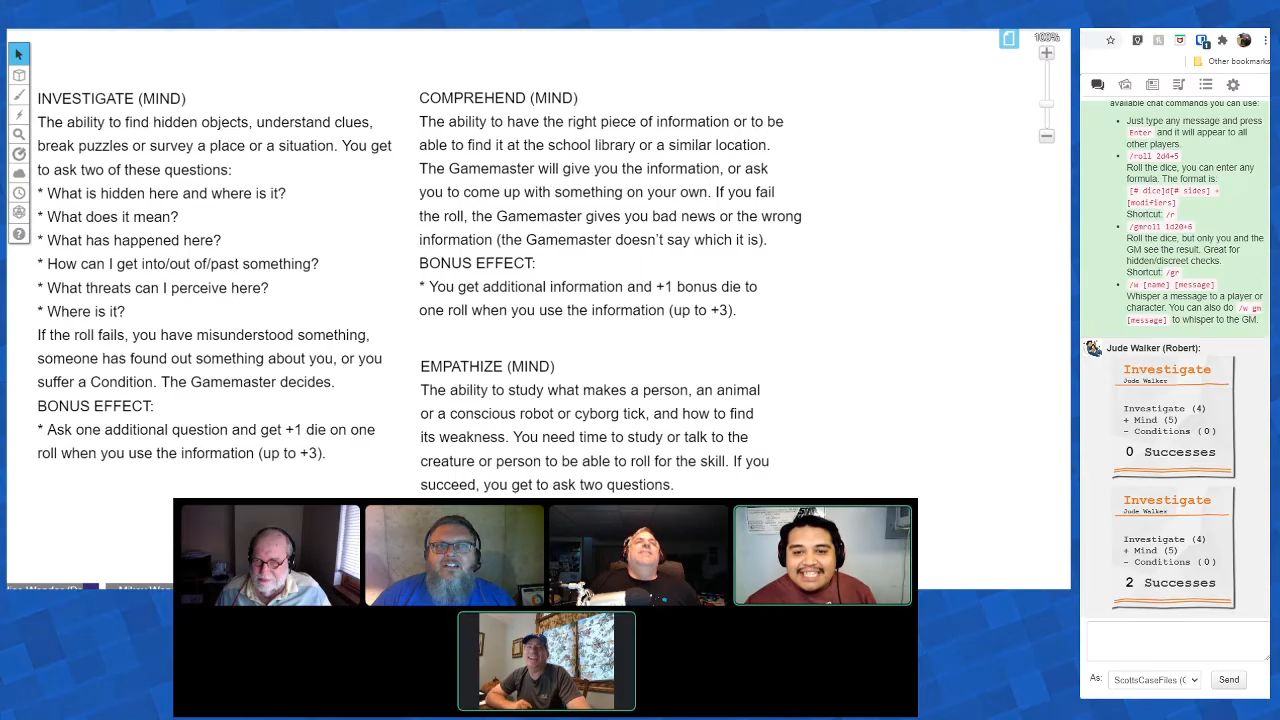 100%
INVESTIGATE (MIND)
The ability to find hidden objects, understand clues,
break puzzles or survey a place or a situation. You get
to ask two of these questions:
* What is hidden here and where is it?
* What does it mean?
* What has happened here?
* How can I get into/out of/past something?
* What threats can I perceive here?
* Where is it?
If the roll fails, you have misunderstood something,
someone has found out something about you, or you
suffer a Condition. The Gamemaster decides.
BONUS EFFECT:
* Ask one additional question and get +1 die on one
roll when you use the information (up to +3).
COMPREHEND (MIND)
The ability to have the right piece of information or to be
able to find it at the school library or a similar location.
The Gamemaster will give you the information, or ask
you to come up with something on your own. If you fail
the roll, the Gamemaster gives you bad news or the wrong
information (the Gamemaster doesn't say which it is).
BONUS EFFECT:
* You get additional information and +1 bonus die to
one roll when you use the information (up to +3).
EMPATHIZE (MIND)
The ability to study what makes a person, an animal
or a conscious robot or cyborg tick, and how to find
its weakness. You need time to study or talk to the
creature or person to be able to roll for the skill. If you
succeed, you get to ask two questions.
Other bookmarks
available chat commands you can use:
• Just type any message and press
Enter and it will appear to all
other players.
• /roll 2d4+5
Roll the dice, you can enter any
formula. The format is:
[# dice]d[# sides] +
[modifiers]
Shortcut: /r
• /gmroll 1d20+6
Roll the dice, but only you and the
GM see the result. Great for
hidden/discreet checks.
Shortcut: /gr
• /w [name] [message]
Whisper a message to a player or
character. You can also do /w gm
[message] to whisper to the GM.
Jude Walker (Robert):
Investigate
Jude Walker
Investigate (4)
+ Mind (5)
- Conditions (0)
0 Successes
Investigate
Jude Walker
Investigate (4)
+ Mind (5)
- Conditions (0)
2 Successes
As: ScottsCaseFiles (G
Send